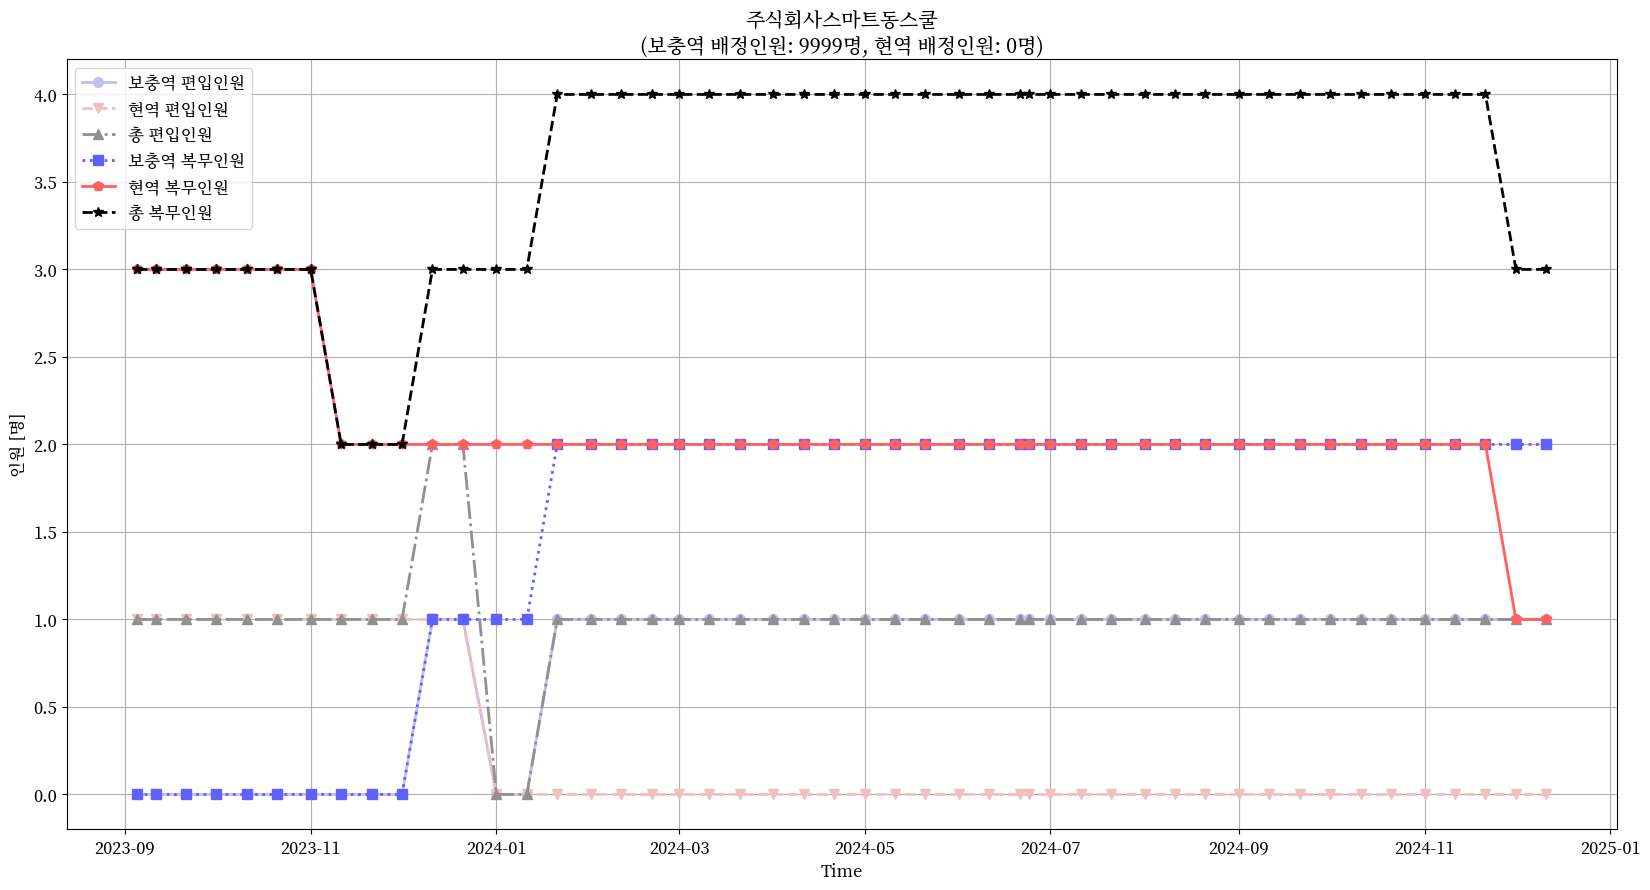 주식회사스마트동스쿨
(보충역 배정인원: 9999명, 현역 배정인원: 0명)
보충역 편입인원
현역 편입인원
총 편입인원
보충역 복무인원
현역 복무인원
총 복무인원
인원 [명]
4.0
3.5
3.0
2.5
2.0
1.5
1.0
0.5
0.0
2023-09
2023-11
2024-01
2024-03
2024-05
2024-07
2024-09
2024-11
2025-01
Time